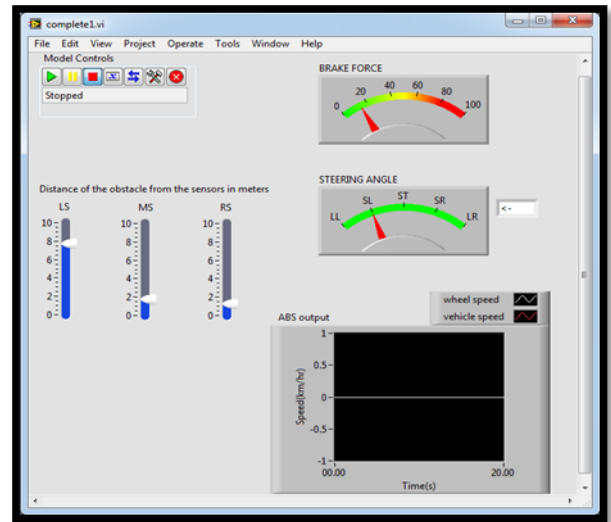 complete1.vi
File Edit View Project Operate Tools Window Help
Model Controls
Stopped
BRAKE FORCE
0 20 40 60 80 100
STEERING ANGLE
LL SL ST SR LR
<-
Distance of the obstacle from the sensors in meters
LS MS RS
10 10 10
8 8 8
6 6 6
4 4 4
2 2 2
0 0 0
wheel speed
vehicle speed
ABS output
1
0.5
0
-0.5
-1
Speed(km/hr)
00.00 20.00
Time(s)